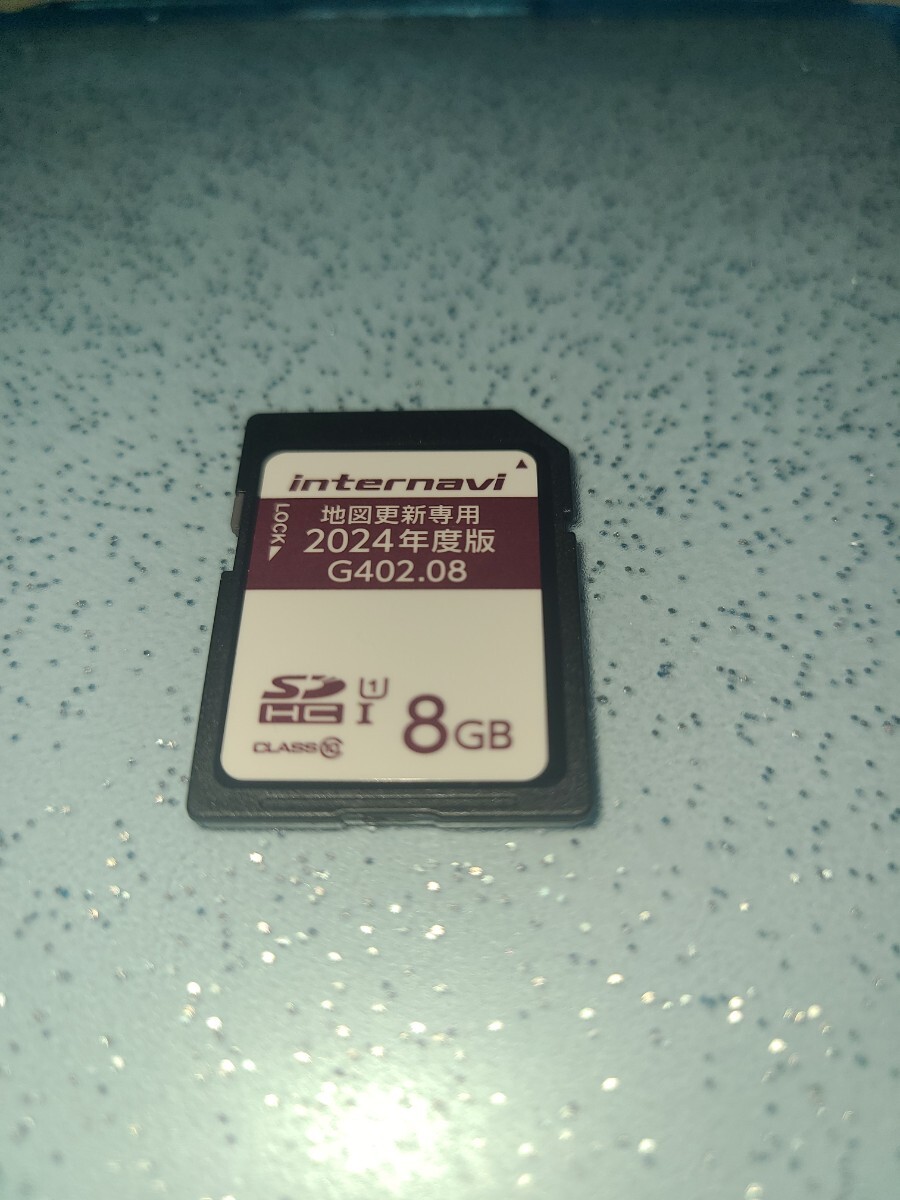 internavi
LOCK
地図更新専用
2024年度版
G402.08
SD
HC
I
1
CLASS 10
8GB